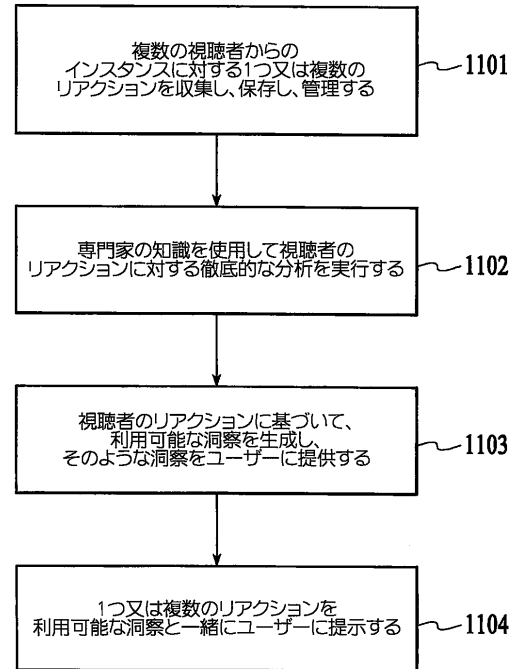 複数の視聴者からの
インスタンスに対する1つ又は複数の
リアクションを収集し、保存し、管理する
1101
専門家の知識を使用して視聴者の
リアクションに対する徹底的な分析を実行する
1102
視聴者のリアクションに基づいて、
利用可能な洞察を生成し、
そのような洞察をユーザーに提供する
1103
1つ又は複数のリアクションを
利用可能な洞察と一緒にユーザーに提示する
1104